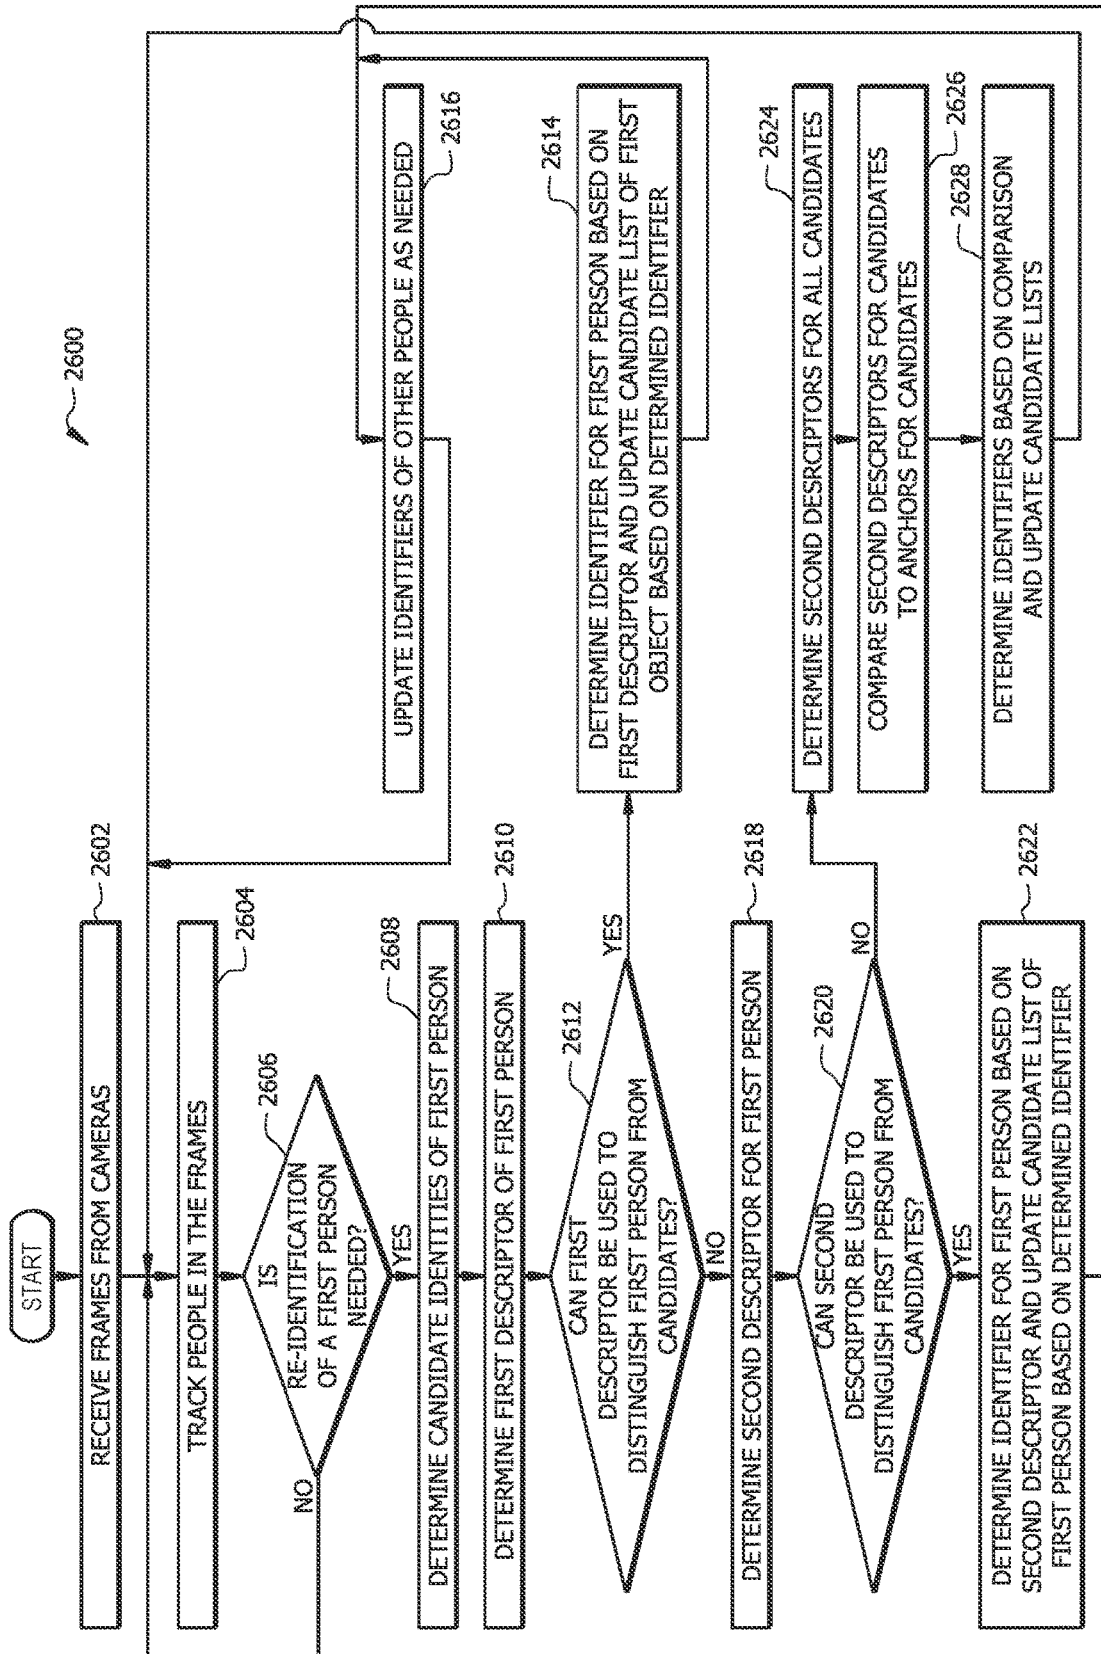 2600
START
RECEIVE FRAMES FROM CAMERAS
2602
TRACK PEOPLE IN THE FRAMES
2604
IS
RE-IDENTIFICATION
OF A FIRST PERSON
NEEDED?
2606
NO
YES
DETERMINE CANDIDATE IDENTITIES OF FIRST PERSON
2608
DETERMINE FIRST DESCRIPTOR OF FIRST PERSON
2610
CAN FIRST
DESCRIPTOR BE USED TO
DISTINGUISH FIRST PERSON FROM
CANDIDATES?
2612
YES
NO
DETERMINE IDENTIFIER FOR FIRST PERSON BASED ON
FIRST DESCRIPTOR AND UPDATE CANDIDATE LIST OF FIRST
OBJECT BASED ON DETERMINED IDENTIFIER
2614
UPDATE IDENTIFIERS OF OTHER PEOPLE AS NEEDED
2616
DETERMINE SECOND DESCRIPTOR FOR FIRST PERSON
2618
CAN SECOND
DESCRIPTOR BE USED TO
DISTINGUISH FIRST PERSON FROM
CANDIDATES?
2620
NO
YES
DETERMINE IDENTIFIER FOR FIRST PERSON BASED ON
SECOND DESCRIPTOR AND UPDATE CANDIDATE LIST OF
FIRST PERSON BASED ON DETERMINED IDENTIFIER
2622
DETERMINE SECOND DESRCIPTORS FOR ALL CANDIDATES
2624
COMPARE SECOND DESCRIPTORS FOR CANDIDATES
TO ANCHORS FOR CANDIDATES
2626
DETERMINE IDENTIFIERS BASED ON COMPARISON
AND UPDATE CANDIDATE LISTS
2628